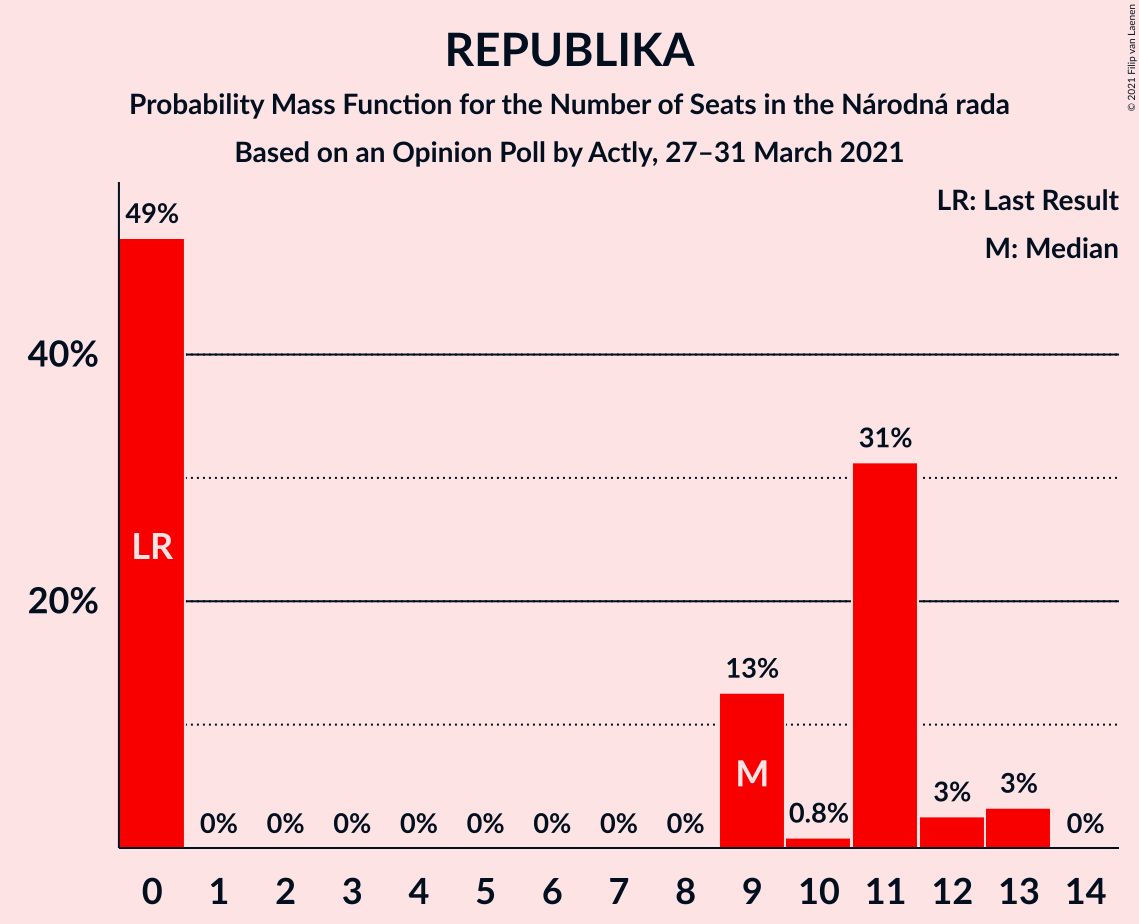 REPUBLIKA
Probability Mass Function for the Number of Seats in the Národná rada
Based on an Opinion Poll by Actly, 27–31 March 2021
© 2021 Filip van Laenen
LR: Last Result
M: Median
49%
40%
31%
LR
20%
13%
M
0% 0% 0% 0% 0% 0% 0% 0% 0.8% 3% 3% 0%
0 1 2 3 4 5 6 7 8 9 10 11 12 13 14